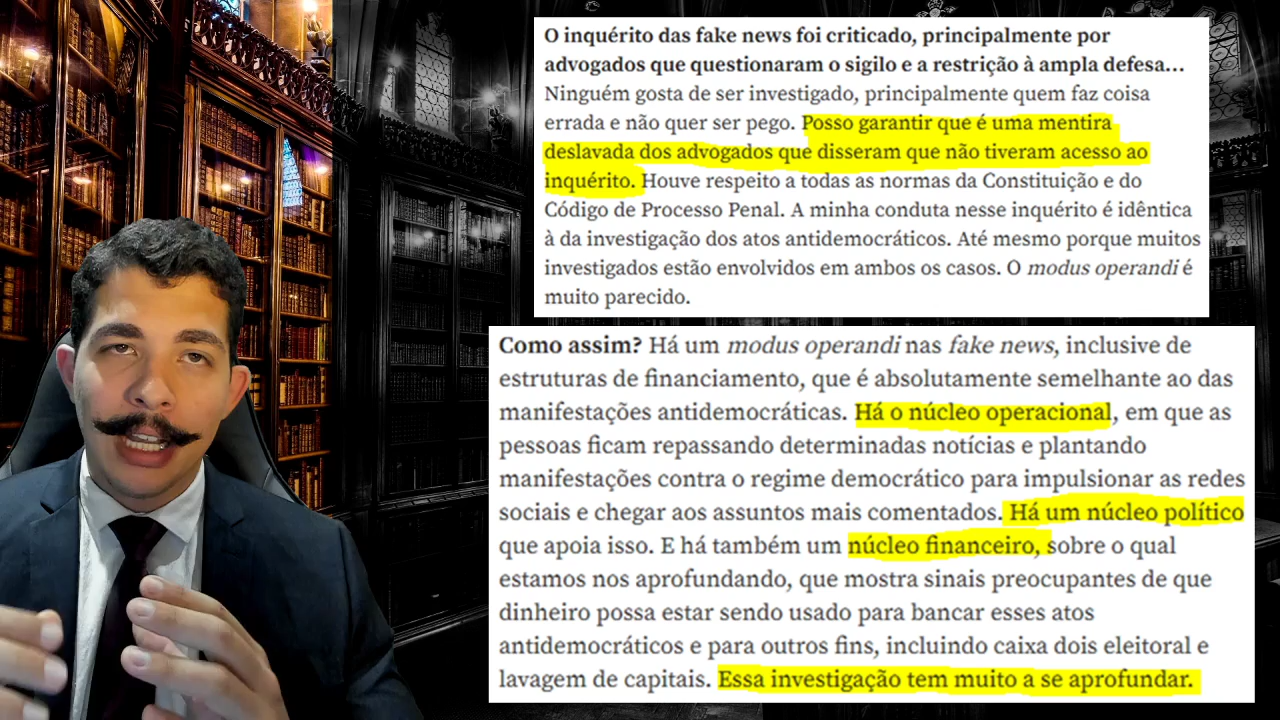 O inquérito das fake news foi criticado, principalmente por
advogados que questionaram o sigilo e a restrição à ampla defesa...
Ninguém gosta de ser investigado, principalmente quem faz coisa
errada e não quer ser pego. Posso garantir que é uma mentira
deslavada dos advogados que disseram que não tiveram acesso ao
inquérito. Houve respeito a todas as normas da Constituição e do
Código de Processo Penal. A minha conduta nesse inquérito é idêntica
à da investigação dos atos antidemocráticos. Até mesmo porque muitos
investigados estão envolvidos em ambos os casos. O modus operandi é
muito parecido.
Como assim? Há um modus operandi nas fake news, inclusive de
estruturas de financiamento, que é absolutamente semelhante ao das
manifestações antidemocráticas. Há o núcleo operacional, em que as
pessoas ficam repassando determinadas notícias e plantando
manifestações contra o regime democrático para impulsionar as redes
sociais e chegar aos assuntos mais comentados. Há um núcleo político
que apoia isso. E há também um núcleo financeiro, sobre o qual
estamos nos aprofundando, que mostra sinais preocupantes de que
dinheiro possa estar sendo usado para bancar esses atos
antidemocráticos e para outros fins, incluindo caixa dois eleitoral e
lavagem de capitais. Essa investigação tem muito a se aprofundar.